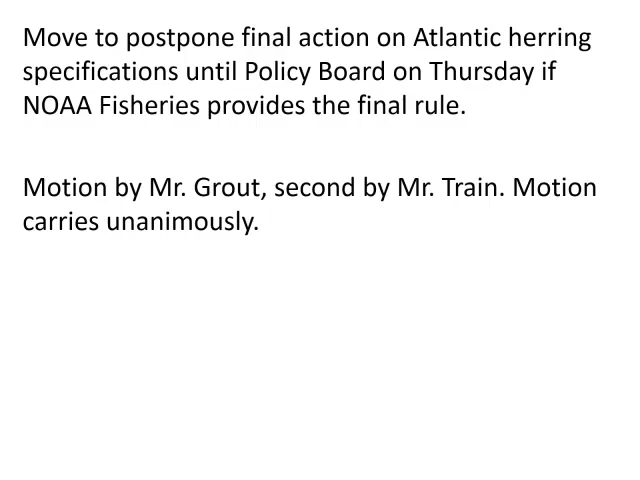 Move to postpone final action on Atlantic herring
specifications until Policy Board on Thursday if
NOAA Fisheries provides the final rule.
Motion by Mr. Grout, second by Mr. Train. Motion
carries unanimously.